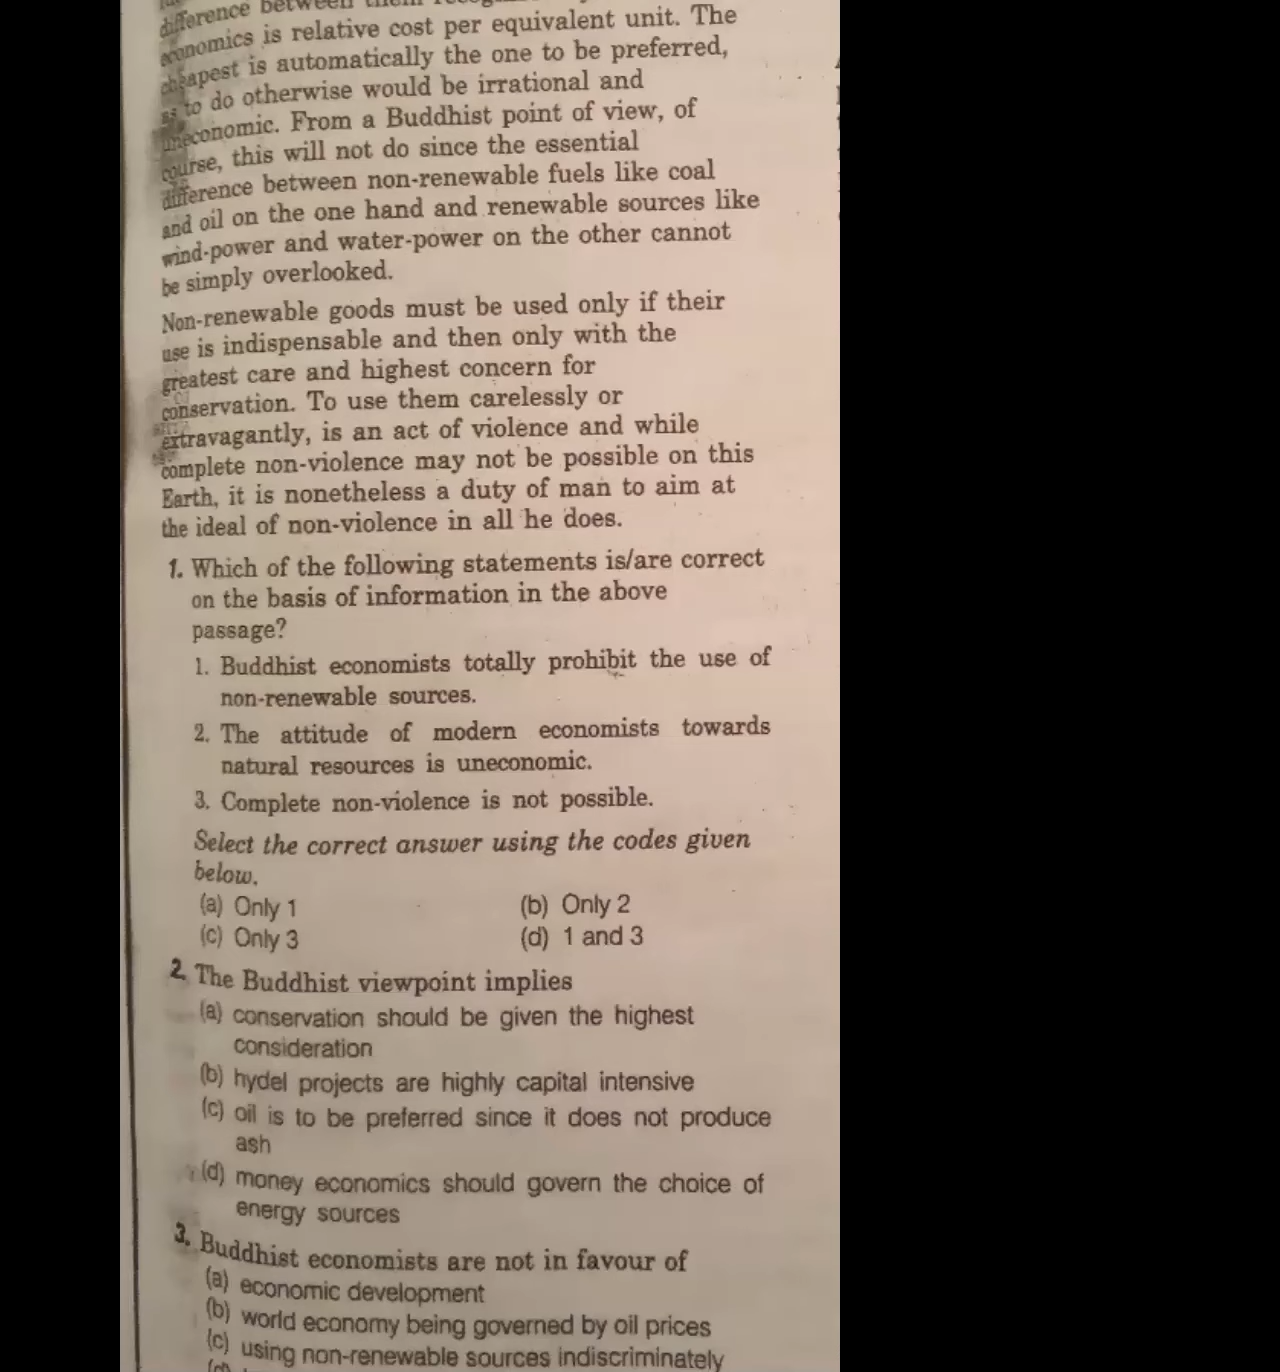 difference between them recog
economics is relative cost per equivalent unit. The
cheapest is automatically the one to be preferred,
as to do otherwise would be irrational and
uneconomic. From a Buddhist point of view, of
course, this will not do since the essential
difference between non-renewable fuels like coal
and oil on the one hand and renewable sources like
wind-power and water-power on the other cannot
be simply overlooked.
Non-renewable goods must be used only if their
use is indispensable and then only with the
greatest care and highest concern for
conservation. To use them carelessly or
extravagantly, is an act of violence and while
complete non-violence may not be possible on this
Earth, it is nonetheless a duty of man to aim at
the ideal of non-violence in all he does.
1. Which of the following statements is/are correct
on the basis of information in the above
passage?
1. Buddhist economists totally prohibit the use of
non-renewable sources.
2. The attitude of modern economists towards
natural resources is uneconomic.
3. Complete non-violence is not possible.
Select the correct answer using the codes given
below.
(a) Only 1 (b) Only 2
(c) Only 3 (d) 1 and 3
2. The Buddhist viewpoint implies
(a) conservation should be given the highest
consideration
(b) hydel projects are highly capital intensive
(c) oil is to be preferred since it does not produce
ash
(d) money economics should govern the choice of
energy sources
3. Buddhist economists are not in favour of
(a) economic development
(b) world economy being governed by oil prices
(c) using non-renewable sources indiscriminately